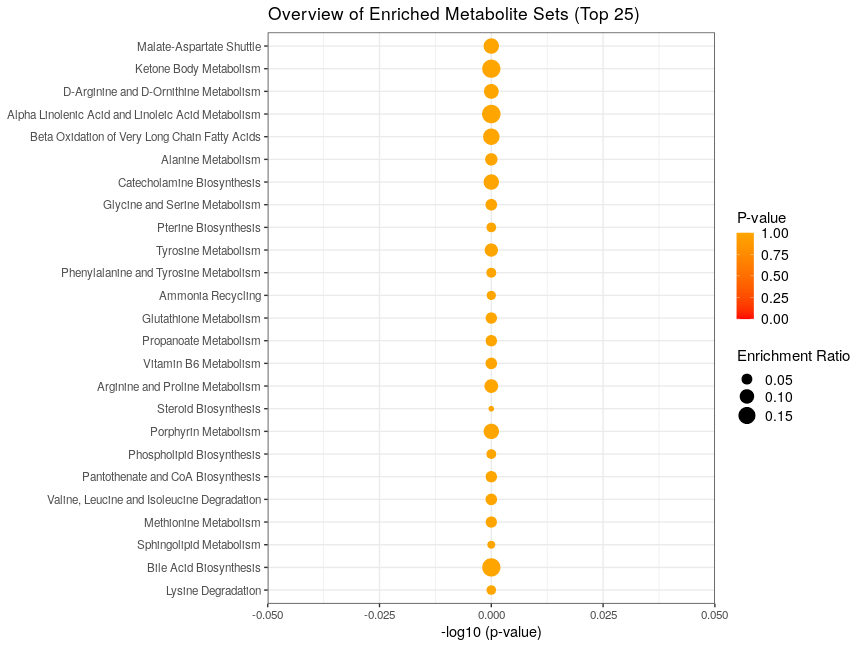 Overview of Enriched Metabolite Sets (Top 25)
Malate-Aspartate Shuttle
Ketone Body Metabolism
D-Arginine and D-Ornithine Metabolism
Alpha Linolenic Acid and Linoleic Acid Metabolism
Beta Oxidation of Very Long Chain Fatty Acids
Alanine Metabolism
Catecholamine Biosynthesis
Glycine and Serine Metabolism
Pterine Biosynthesis
Tyrosine Metabolism
Phenylalanine and Tyrosine Metabolism
Ammonia Recycling
Glutathione Metabolism
Propanoate Metabolism
Vitamin B6 Metabolism
Arginine and Proline Metabolism
Steroid Biosynthesis
Porphyrin Metabolism
Phospholipid Biosynthesis
Pantothenate and CoA Biosynthesis
Valine, Leucine and Isoleucine Degradation
Methionine Metabolism
Sphingolipid Metabolism
Bile Acid Biosynthesis
Lysine Degradation
-0.050 -0.025 0.000 0.025 0.050
-log10 (p-value)
P-value
1.00
0.75
0.50
0.25
0.00
Enrichment Ratio
0.05
0.10
0.15